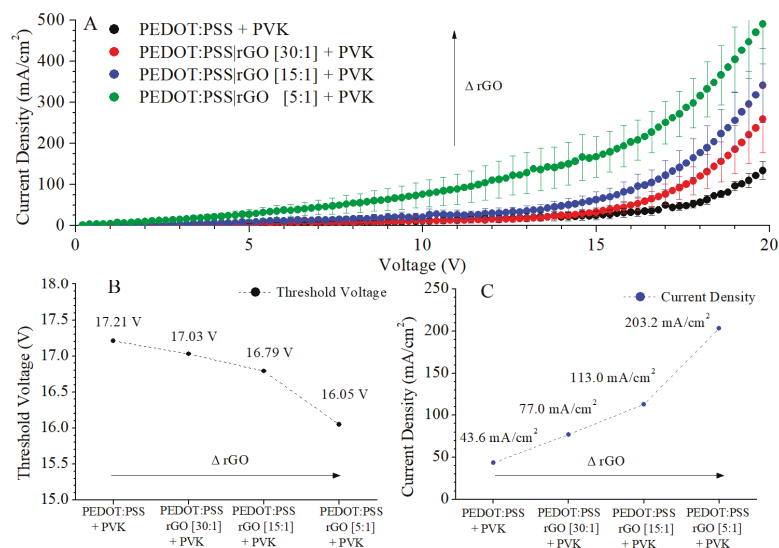 A
PEDOT:PSS + PVK
PEDOT:PSS|rGO [30:1] + PVK
PEDOT:PSS|rGO [15:1] + PVK
PEDOT:PSS|rGO [5:1] + PVK
Δ rGO
Current Density (mA/cm²)
500
400
300
200
100
0
0
5
10
15
20
Voltage (V)
B
Threshold Voltage
Threshold Voltage (V)
18.0
17.5
17.0
16.5
16.0
15.5
15.0
17.21 V
17.03 V
16.79 V
16.05 V
Δ rGO
PEDOT:PSS
+ PVK
PEDOT:PSS
rGO [30:1]
+ PVK
PEDOT:PSS
rGO [15:1]
+ PVK
PEDOT:PSS
rGO [5:1]
+ PVK
C
Current Density
Current Density (mA/cm²)
250
200
150
100
50
0
203.2 mA/cm²
113.0 mA/cm²
77.0 mA/cm²
43.6 mA/cm²
Δ rGO
PEDOT:PSS
+ PVK
PEDOT:PSS
rGO [30:1]
+ PVK
PEDOT:PSS
rGO [15:1]
+ PVK
PEDOT:PSS
rGO [5:1]
+ PVK